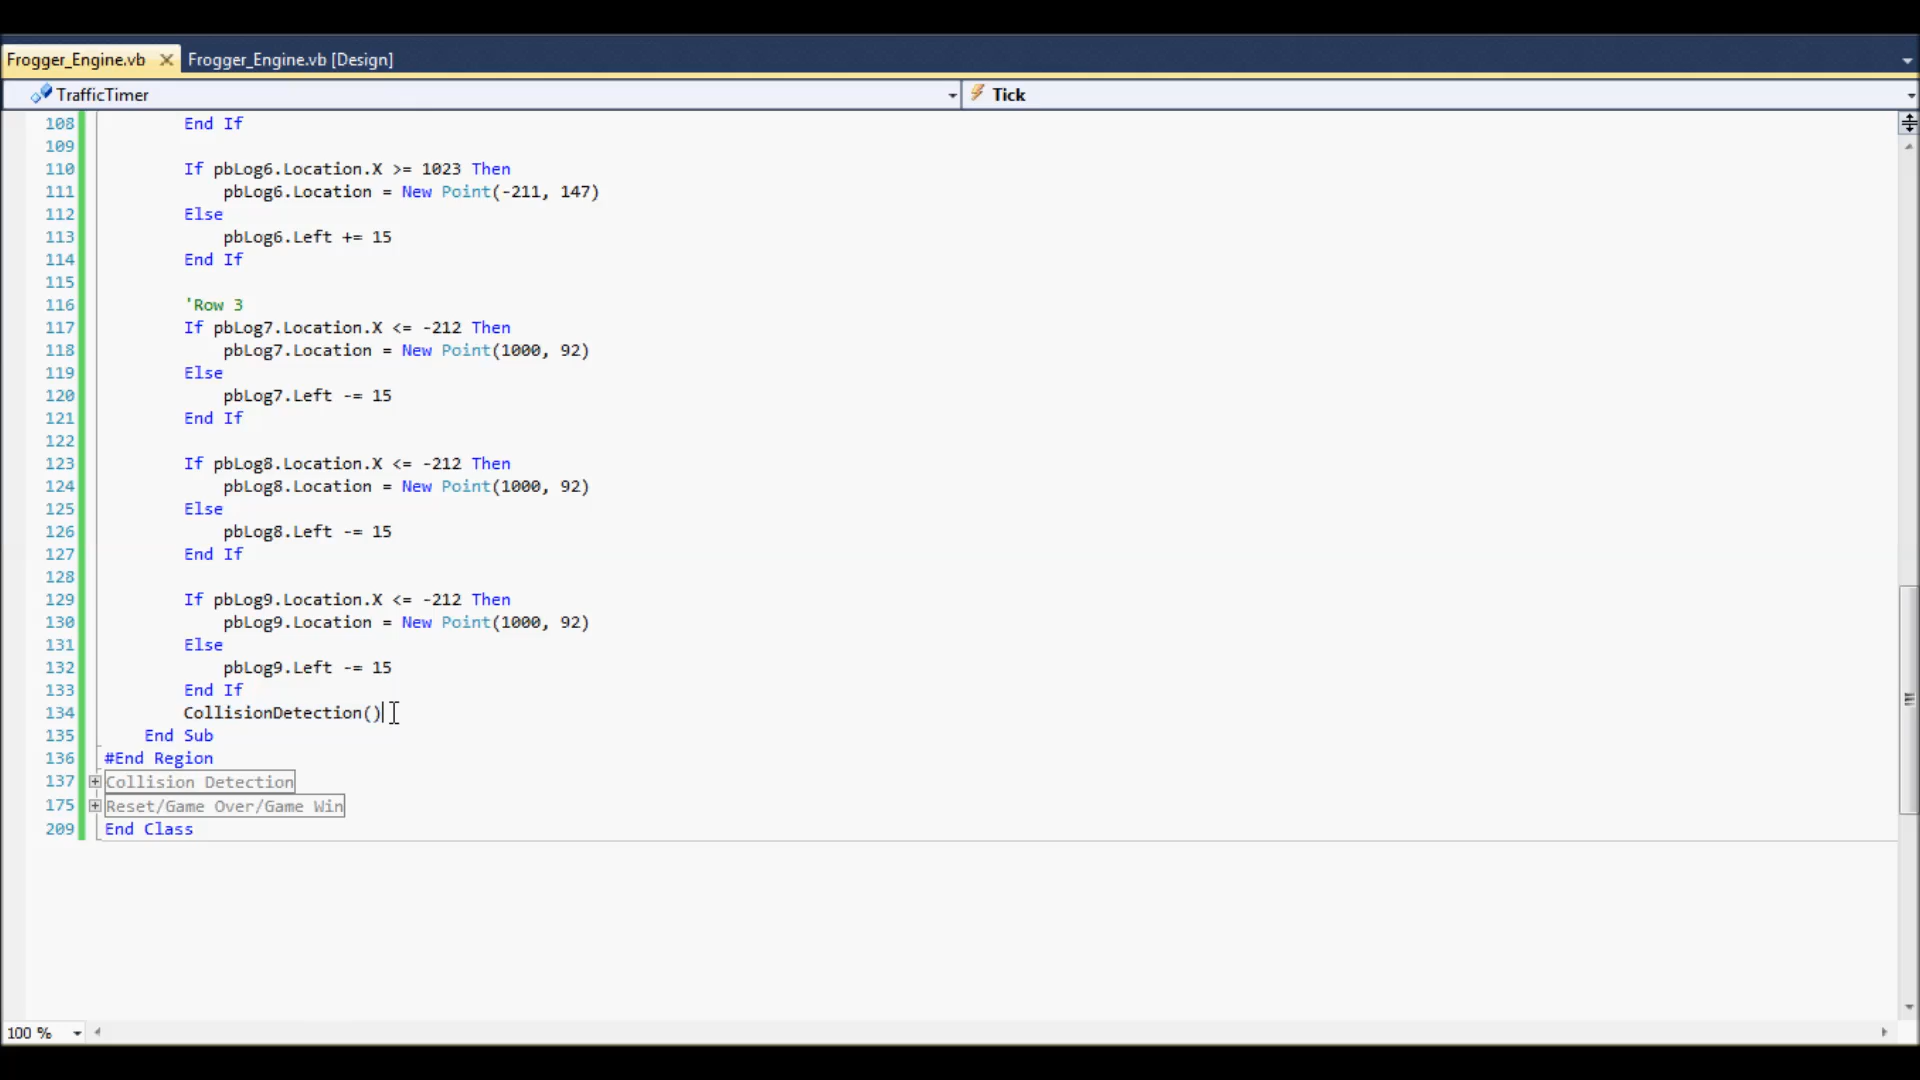 Frogger_Engine.vb Frogger_Engine.vb [Design]
TrafficTimer Tick
108 End If
109
110 If pbLog6.Location.X >= 1023 Then
111 pbLog6.Location = New Point(-211, 147)
112 Else
113 pbLog6.Left += 15
114 End If
115
116 'Row 3
117 If pbLog7.Location.X <= -212 Then
118 pbLog7.Location = New Point(1000, 92)
119 Else
120 pbLog7.Left -= 15
121 End If
122
123 If pbLog8.Location.X <= -212 Then
124 pbLog8.Location = New Point(1000, 92)
125 Else
126 pbLog8.Left -= 15
127 End If
128
129 If pbLog9.Location.X <= -212 Then
130 pbLog9.Location = New Point(1000, 92)
131 Else
132 pbLog9.Left -= 15
133 End If
134 CollisionDetection()
135 End Sub
136 #End Region
137 Collision Detection
175 Reset/Game Over/Game Win
209 End Class
100 %